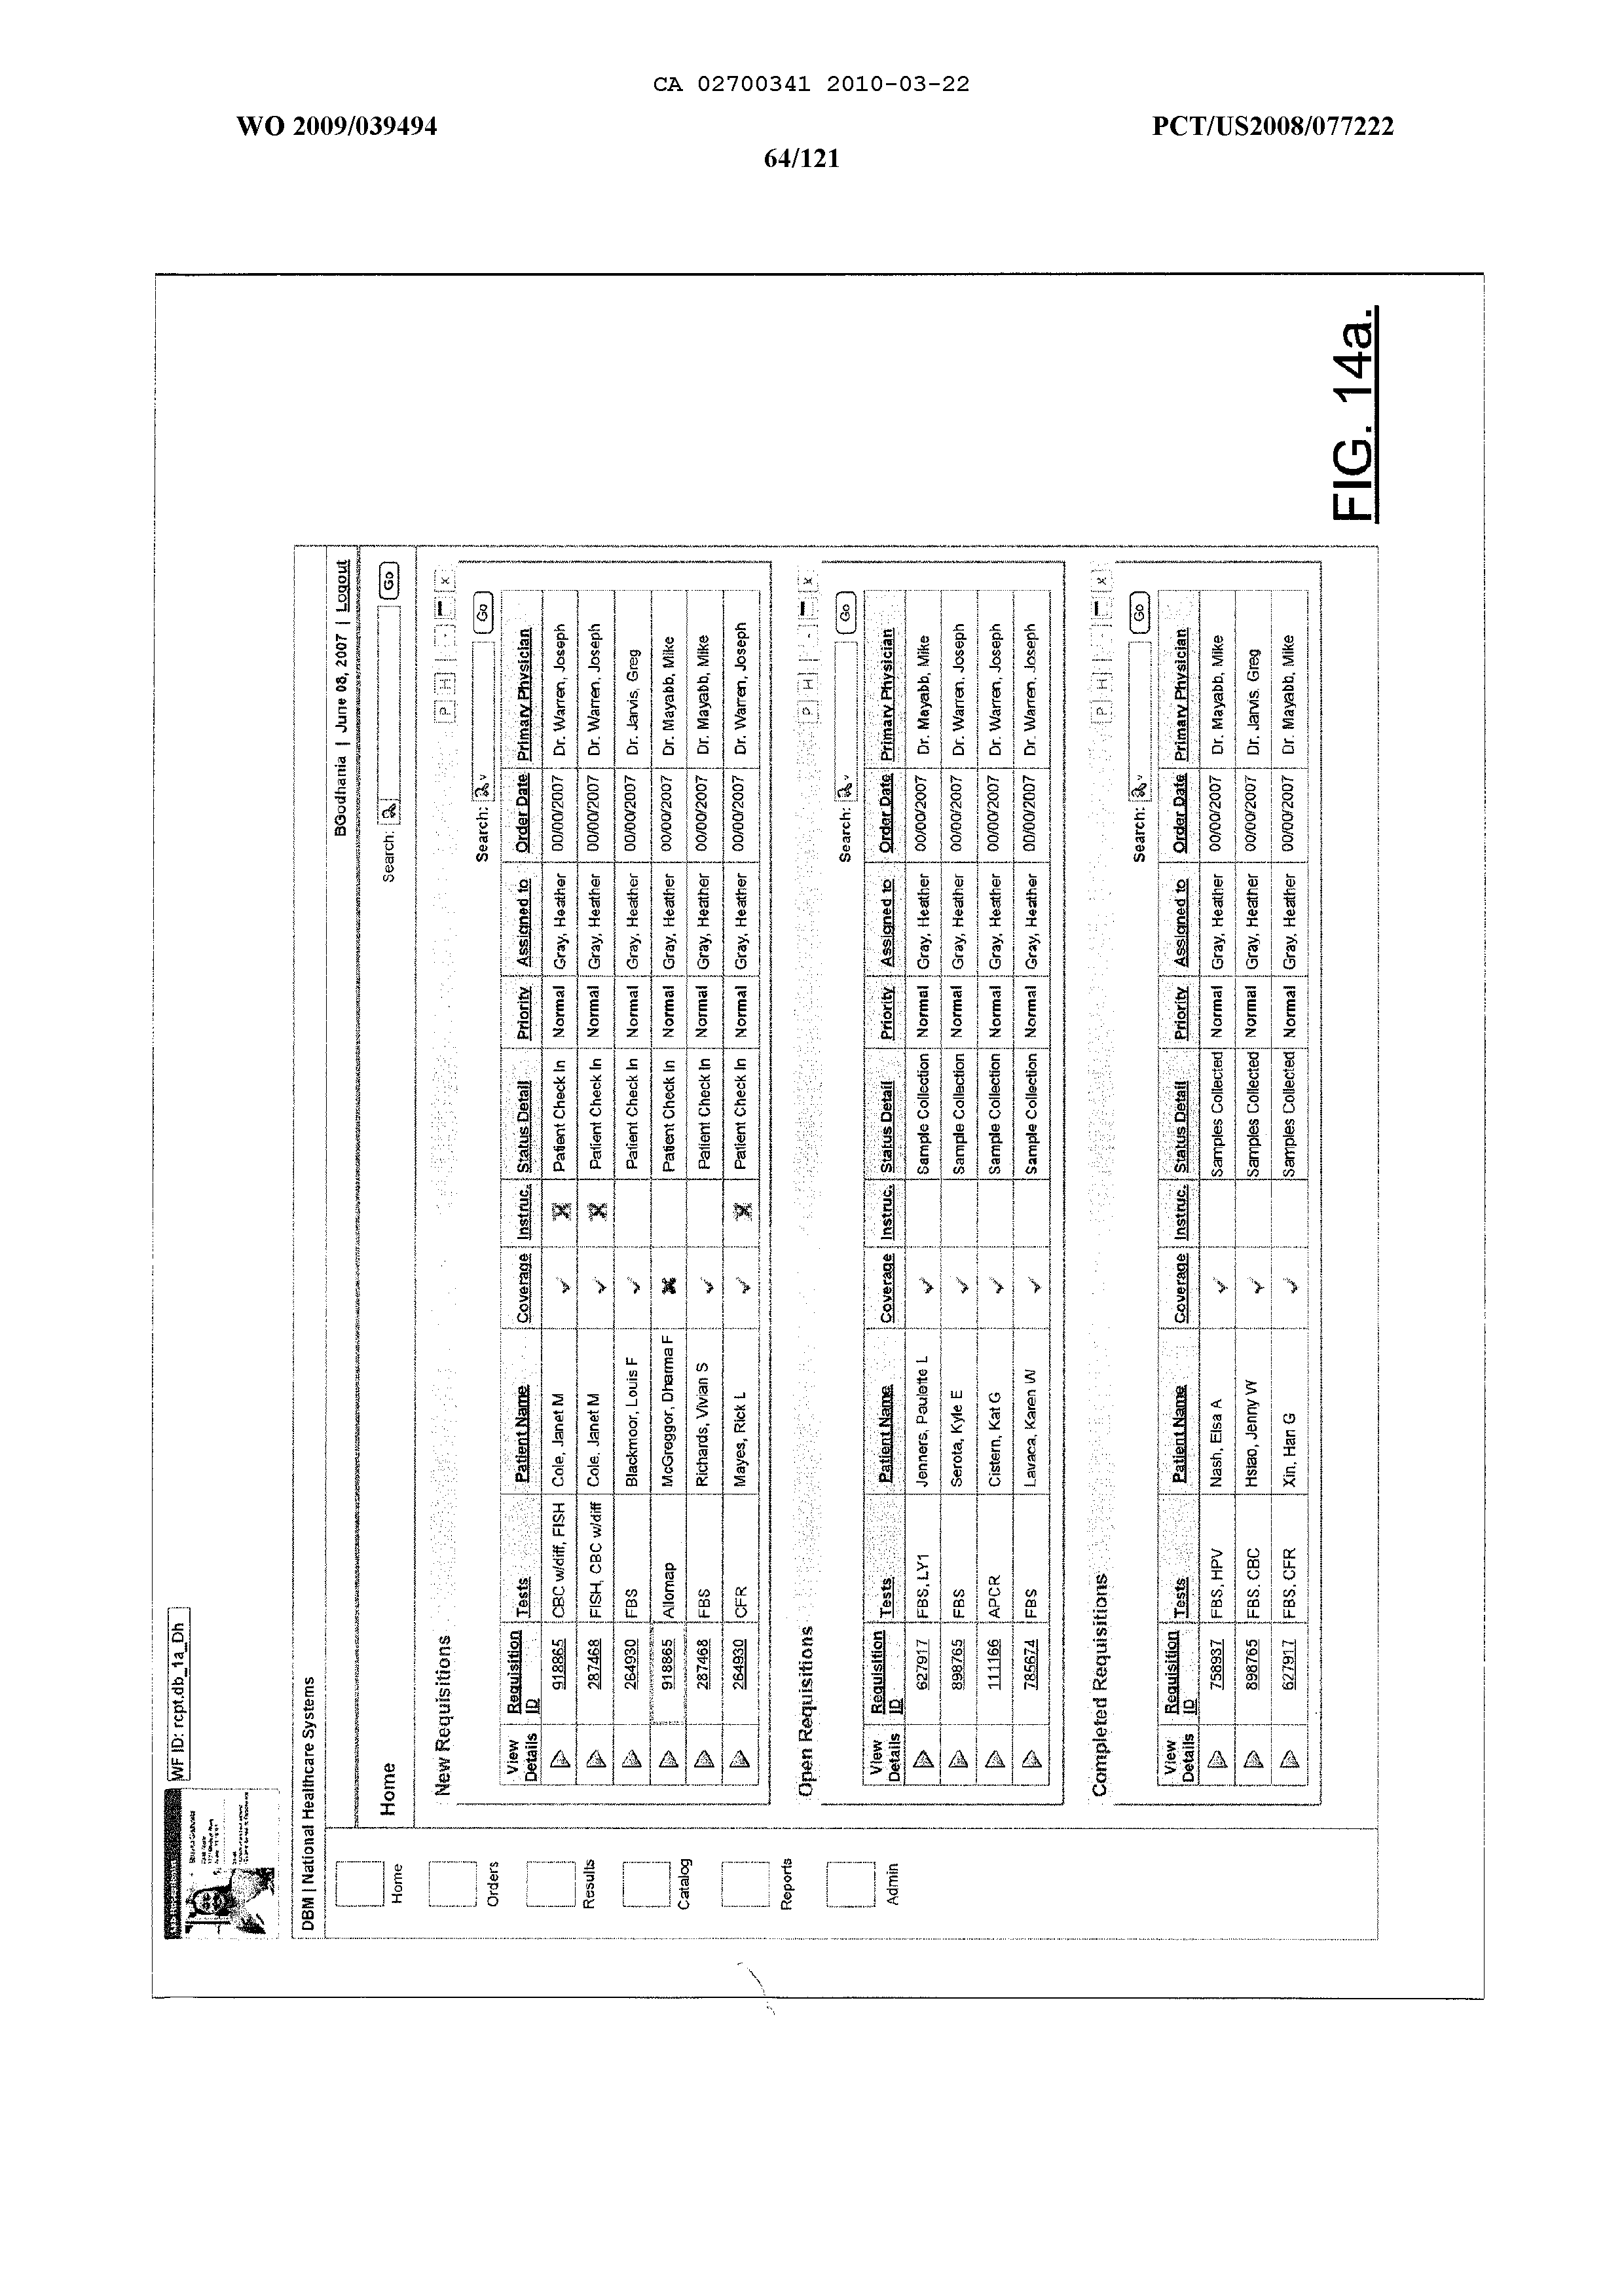 CA 02700341 2010-03-22
WO 2009/039494
PCT/US2008/077222
64/121
WF ID: rcpt.db_1a_Dh
DBM | National Healthcare Systems
BGodhania | June 08, 2007 | Logout
Home
Search:
Go
Home
Orders
Results
Catalog
Reports
Admin
New Requisitions
P H - x
Search: Go
View Details Requisition ID Tests Patient Name Coverage Instruc. Status Detail Priority Assigned to Order Date Primary Physician
918865 CBC w/diff, FISH Cole, Janet M Patient Check In Normal Gray, Heather 00/00/2007 Dr. Warren, Joseph
287468 FISH, CBC w/diff Cole, Janet M Patient Check In Normal Gray, Heather 00/00/2007 Dr. Warren, Joseph
264930 FBS Blackmoor, Louis F Patient Check In Normal Gray, Heather 00/00/2007 Dr. Jarvis, Greg
918865 Allomap McGreggor, Dharma F Patient Check In Normal Gray, Heather 00/00/2007 Dr. Mayabb, Mike
287468 FBS Richards, Vivian S Patient Check In Normal Gray, Heather 00/00/2007 Dr. Mayabb, Mike
264930 CFR Mayes, Rick L Patient Check In Normal Gray, Heather 00/00/2007 Dr. Warren, Joseph
Open Requisitions
P H - x
Search: Go
View Details Requisition ID Tests Patient Name Coverage Instruc. Status Detail Priority Assigned to Order Date Primary Physician
627917 FBS, LY1 Jenners, Paulette L Sample Collection Normal Gray, Heather 00/00/2007 Dr. Mayabb, Mike
898765 FBS Serota, Kyle E Sample Collection Normal Gray, Heather 00/00/2007 Dr. Warren, Joseph
111166 APCR Cistern, Kat G Sample Collection Normal Gray, Heather 00/00/2007 Dr. Warren, Joseph
785674 FBS Lavaca, Karen W Sample Collection Normal Gray, Heather 00/00/2007 Dr. Warren, Joseph
Completed Requisitions
P H - x
Search: Go
View Details Requisition ID Tests Patient Name Coverage Instruc. Status Detail Priority Assigned to Order Date Primary Physician
758937 FBS, HPV Nash, Elsa A Samples Collected Normal Gray, Heather 00/00/2007 Dr. Mayabb, Mike
898765 FBS, CBC Hsiao, Jenny W Samples Collected Normal Gray, Heather 00/00/2007 Dr. Jarvis, Greg
627917 FBS, CFR Xin, Han G Samples Collected Normal Gray, Heather 00/00/2007 Dr. Mayabb, Mike
FIG. 14a.